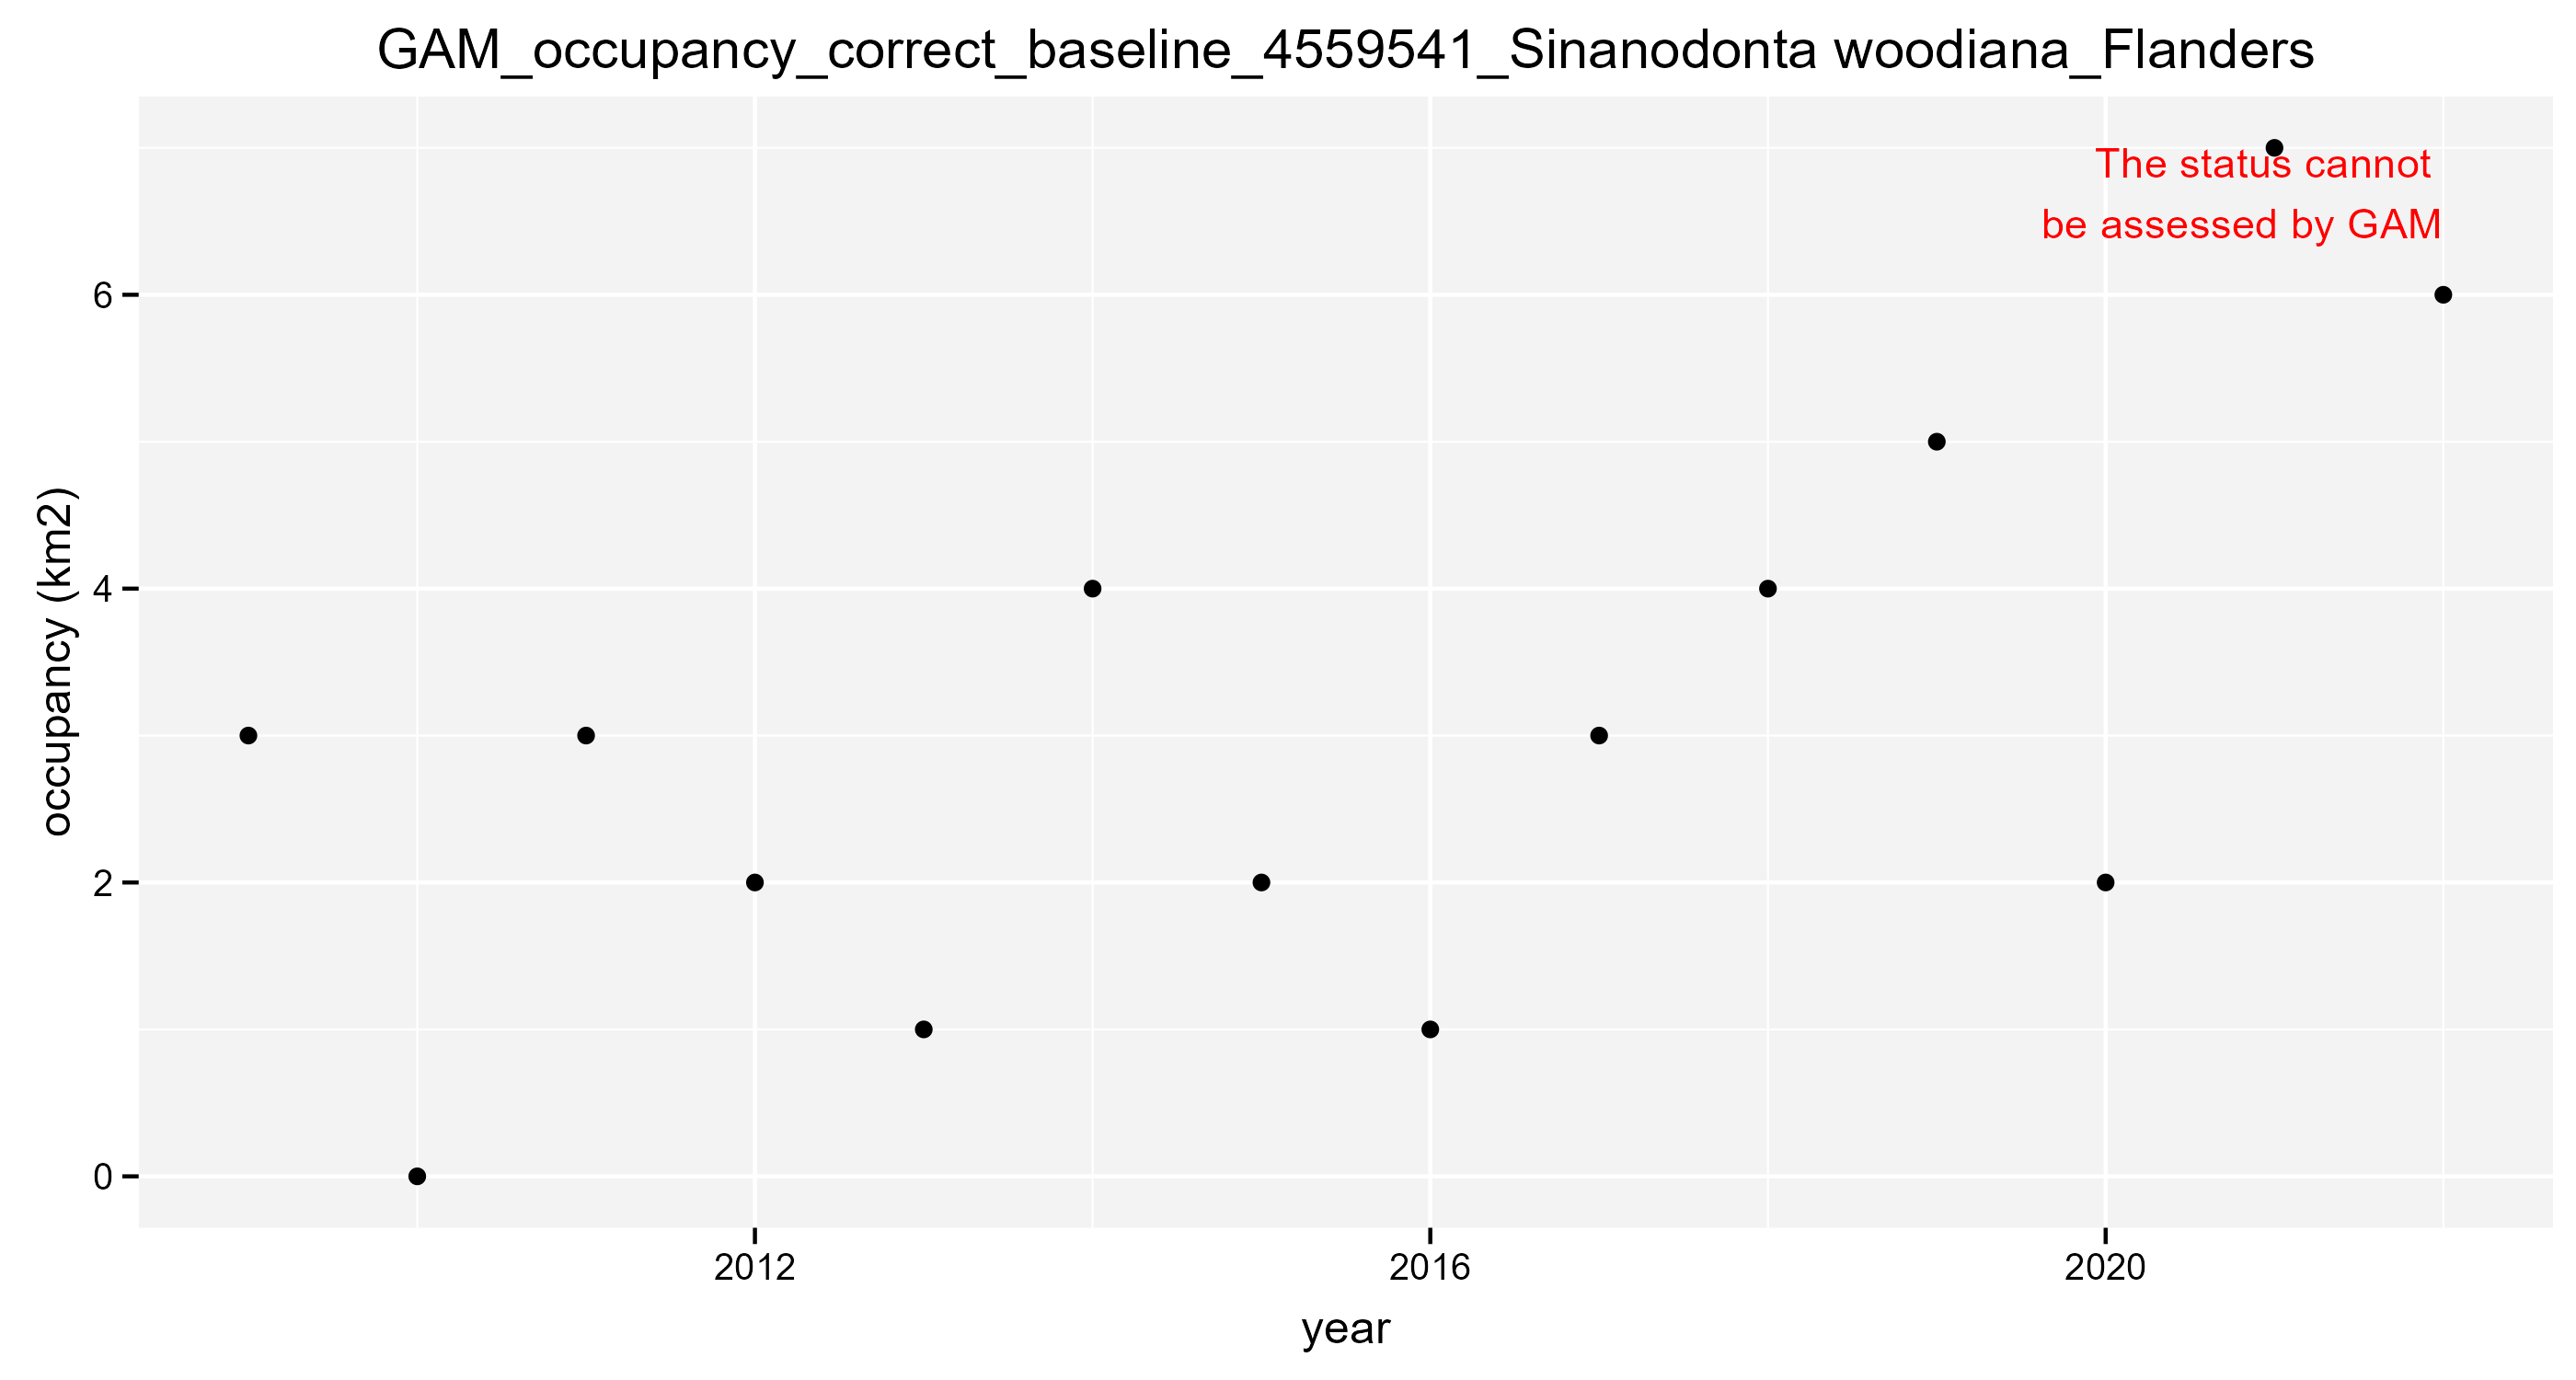 GAM_occupancy_correct_baseline_4559541_Sinanodonta woodiana_Flanders
The status cannot
be assessed by GAM
occupancy (km2)
6
4
2
0
2012
2016
2020
year